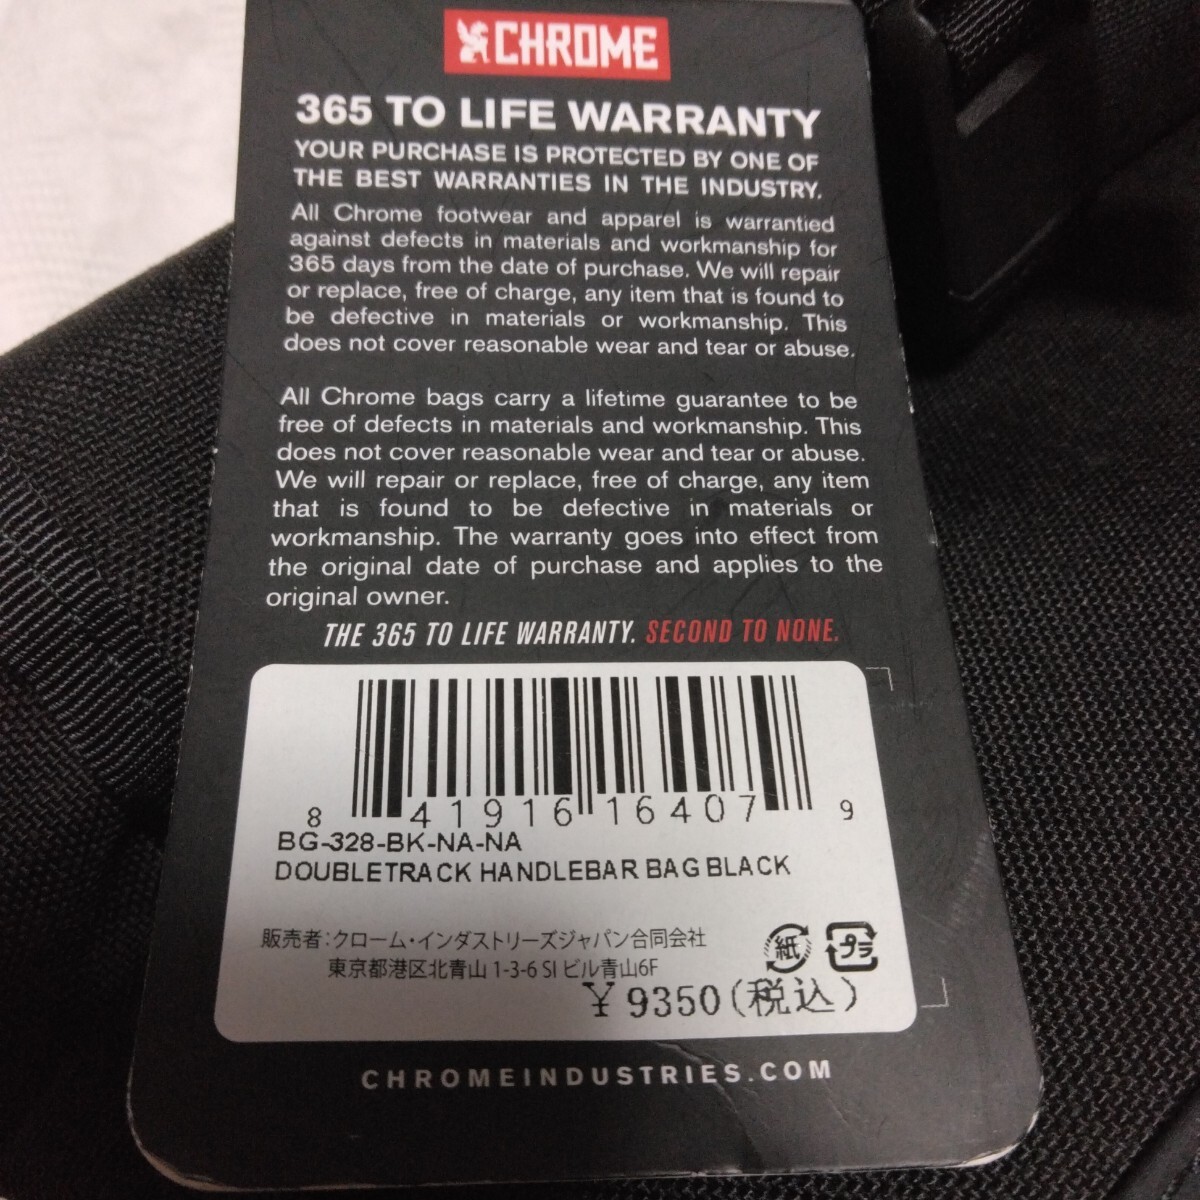 CHROME
365 TO LIFE WARRANTY
YOUR PURCHASE IS PROTECTED BY ONE OF
THE BEST WARRANTIES IN THE INDUSTRY.
All Chrome footwear and apparel is warrantied
against defects in materials and workmanship for
365 days from the date of purchase. We will repair
or replace, free of charge, any item that is found to
be defective in materials or workmanship. This
does not cover reasonable wear and tear or abuse.
All Chrome bags carry a lifetime guarantee to be
free of defects in materials and workmanship. This
does not cover reasonable wear and tear or abuse.
We will repair or replace, free of charge, any item
that is found to be defective in materials or
workmanship. The warranty goes into effect from
the original date of purchase and applies to the
original owner.
THE 365 TO LIFE WARRANTY. SECOND TO NONE.
8 41916 16407 9
BG-328-BK-NA-NA
DOUBLETRACK HANDLEBAR BAG BLACK
販売者:クローム・インダストリーズジャパン合同会社
東京都港区北青山 1-3-6 SI ビル青山6F
紙 プラ
¥ 9350(税込)
CHROMEINDUSTRIES.COM